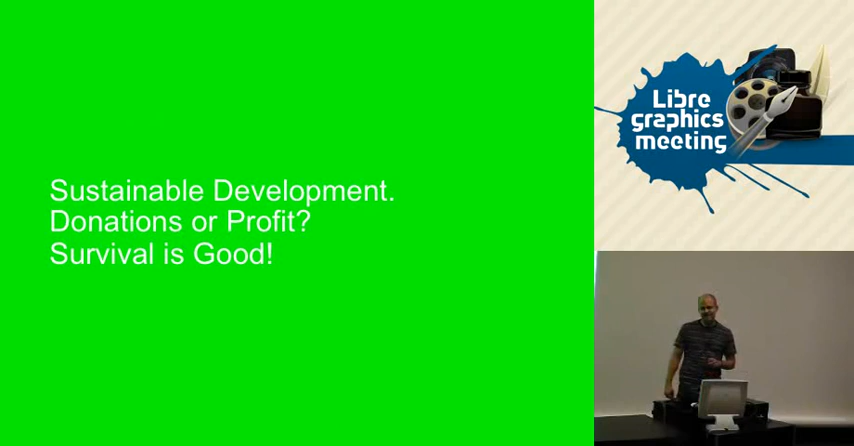 Sustainable Development.
Donations or Profit?
Survival is Good!
Libre
graphics
meeting